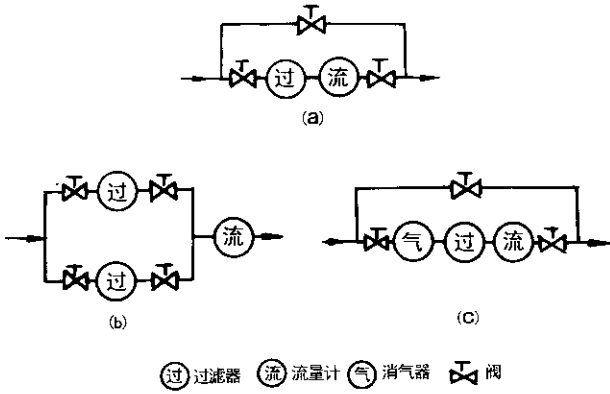 过 流
(a)
过
流
过
(b)
气 过 流
(C)
过 过滤器 流 流量计 气 消气器 阀